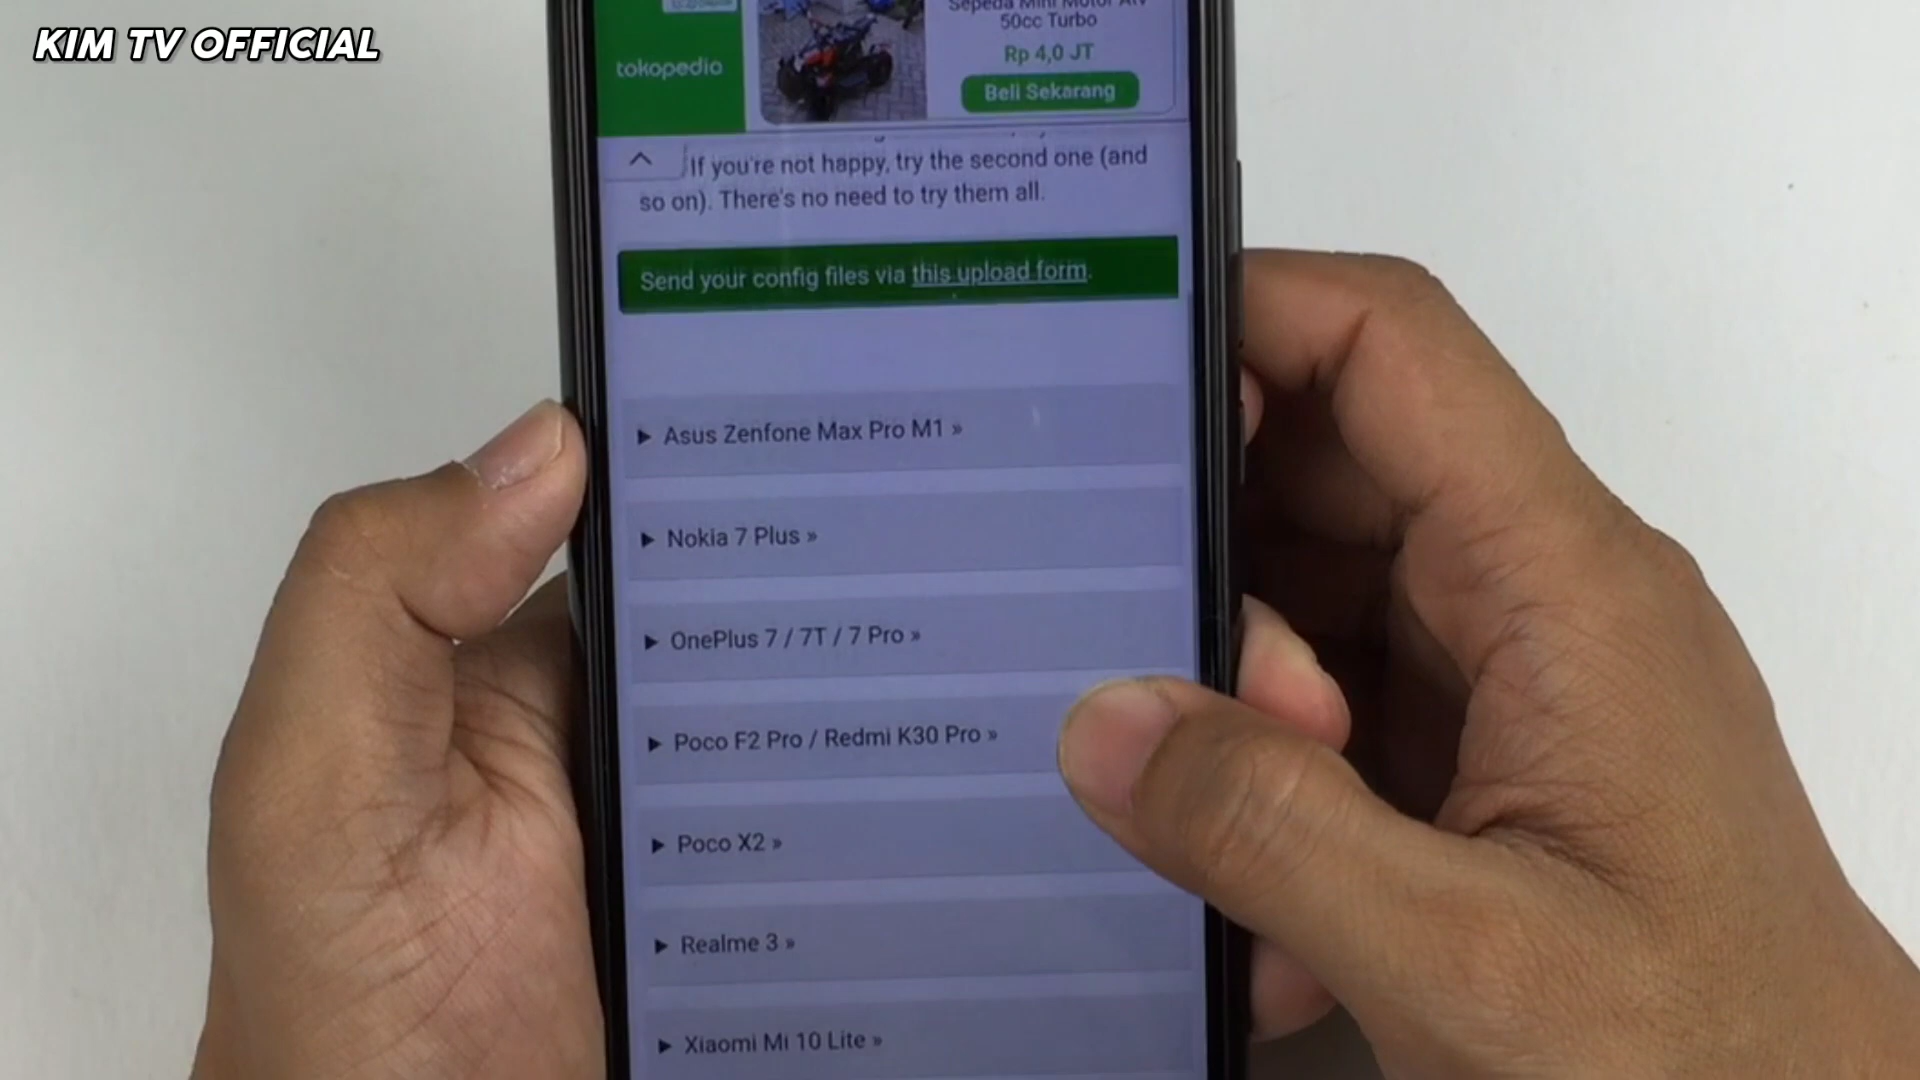 KIM TV OFFICIAL
tokopedia
Sepeda Mini Motor ATV
50cc Turbo
Rp 4,0 JT
Beli Sekarang
If you're not happy, try the second one (and
so on). There's no need to try them all.
Send your config files via this upload form.
▶ Asus Zenfone Max Pro M1 »
▶ Nokia 7 Plus »
▶ OnePlus 7 / 7T / 7 Pro »
▶ Poco F2 Pro / Redmi K30 Pro »
▶ Poco X2 »
▶ Realme 3 »
▶ Xiaomi Mi 10 Lite »